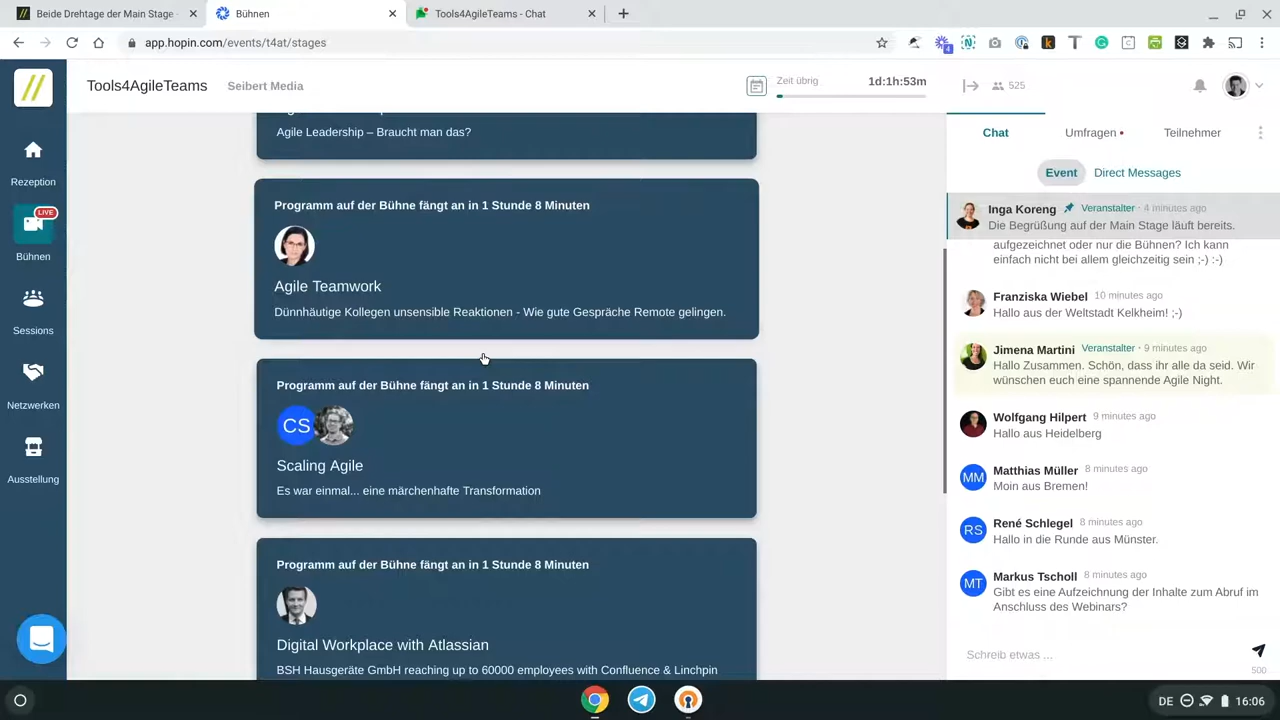 Beide Drehtage der Main Stage
Bühnen
Tools4AgileTeams - Chat
app.hopin.com/events/t4at/stages
4
Tools4AgileTeams
Seibert Media
Zeit übrig
1d:1h:53m
525
Rezeption
LIVE
Bühnen
Sessions
Netzwerken
Ausstellung
Agile Leadership – Braucht man das?
Programm auf der Bühne fängt an in 1 Stunde 8 Minuten
Agile Teamwork
Dünnhäutige Kollegen unsensible Reaktionen - Wie gute Gespräche Remote gelingen.
Programm auf der Bühne fängt an in 1 Stunde 8 Minuten
CS
Scaling Agile
Es war einmal... eine märchenhafte Transformation
Programm auf der Bühne fängt an in 1 Stunde 8 Minuten
Digital Workplace with Atlassian
BSH Hausgeräte GmbH reaching up to 60000 employees with Confluence & Linchpin
Chat
Umfragen
Teilnehmer
Event
Direct Messages
Inga Koreng Veranstalter · 4 minutes ago
Die Begrüßung auf der Main Stage läuft bereits.
aufgezeichnet oder nur die Bühnen? Ich kann
einfach nicht bei allem gleichzeitig sein ;-) :-)
Franziska Wiebel 10 minutes ago
Hallo aus der Weltstadt Kelkheim! ;-)
Jimena Martini Veranstalter · 9 minutes ago
Hallo Zusammen. Schön, dass ihr alle da seid. Wir
wünschen euch eine spannende Agile Night.
Wolfgang Hilpert 9 minutes ago
Hallo aus Heidelberg
MM
Matthias Müller 8 minutes ago
Moin aus Bremen!
RS
René Schlegel 8 minutes ago
Hallo in die Runde aus Münster.
MT
Markus Tscholl 8 minutes ago
Gibt es eine Aufzeichnung der Inhalte zum Abruf im
Anschluss des Webinars?
Schreib etwas ...
500
DE
16:06